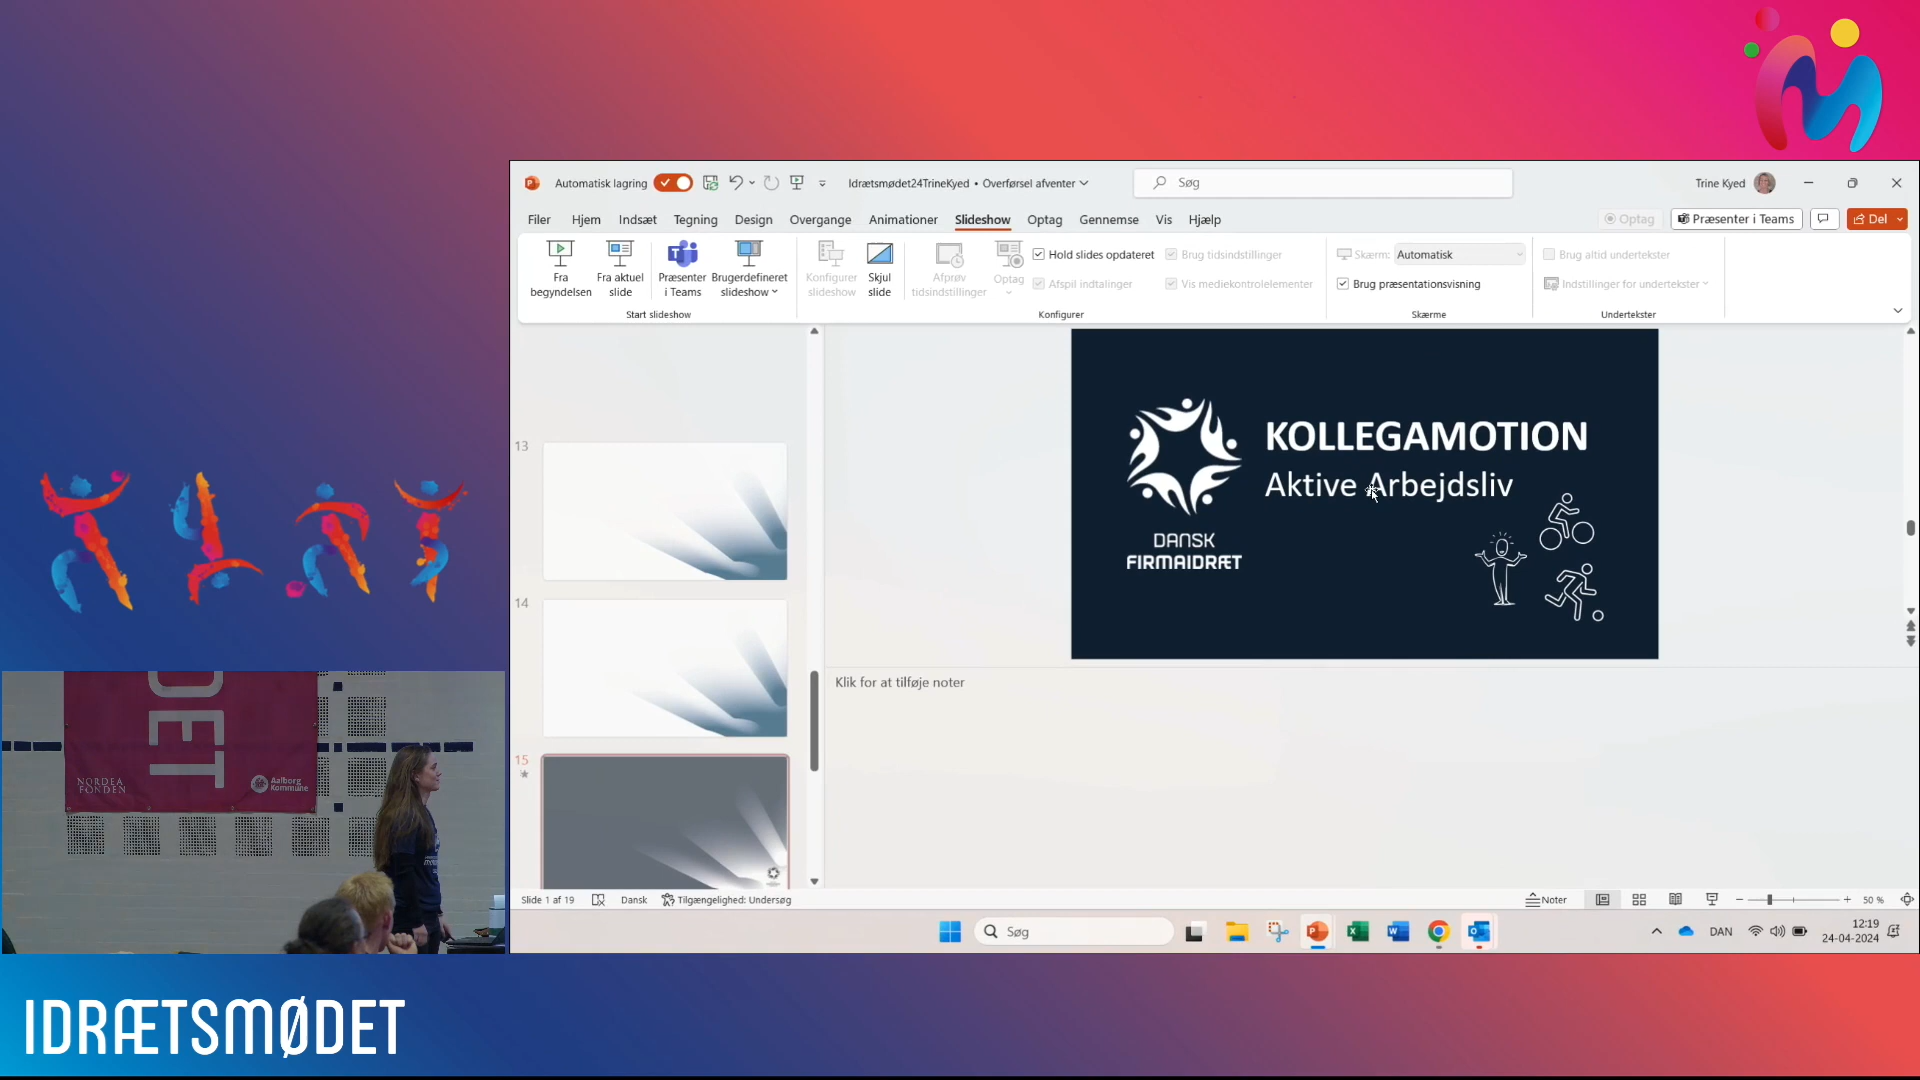 Automatisk lagring
Idrætsmødet24TrineKyed • Overførsel afventer
Søg
Trine Kyed
Filer Hjem Indsæt Tegning Design Overgange Animationer Slideshow Optag Gennemse Vis Hjælp
Optag Præsenter i Teams Del
Fra begyndelsen
Fra aktuel slide
Præsenter i Teams
Brugerdefineret slideshow
Konfigurer slideshow
Skjul slide
Afprøv tidsindstillinger
Optag
Hold slides opdateret
Afspil indtalinger
Brug tidsindstillinger
Vis mediekontrolelementer
Skærm: Automatisk
Brug præsentationsvisning
Brug altid undertekster
Indstillinger for undertekster
Start slideshow
Konfigurer
Skærme
Undertekster
13
14
15
KOLLEGAMOTION
Aktive Arbejdsliv
DANSK
FIRMAIDRÆT
Klik for at tilføje noter
Slide 1 af 19
Dansk
Tilgængelighed: Undersøg
Noter
50 %
Søg
DAN
12:19
24-04-2024
DET
NORDEA
FONDEN
Aalborg
Kommune
IDRÆTSMØDET